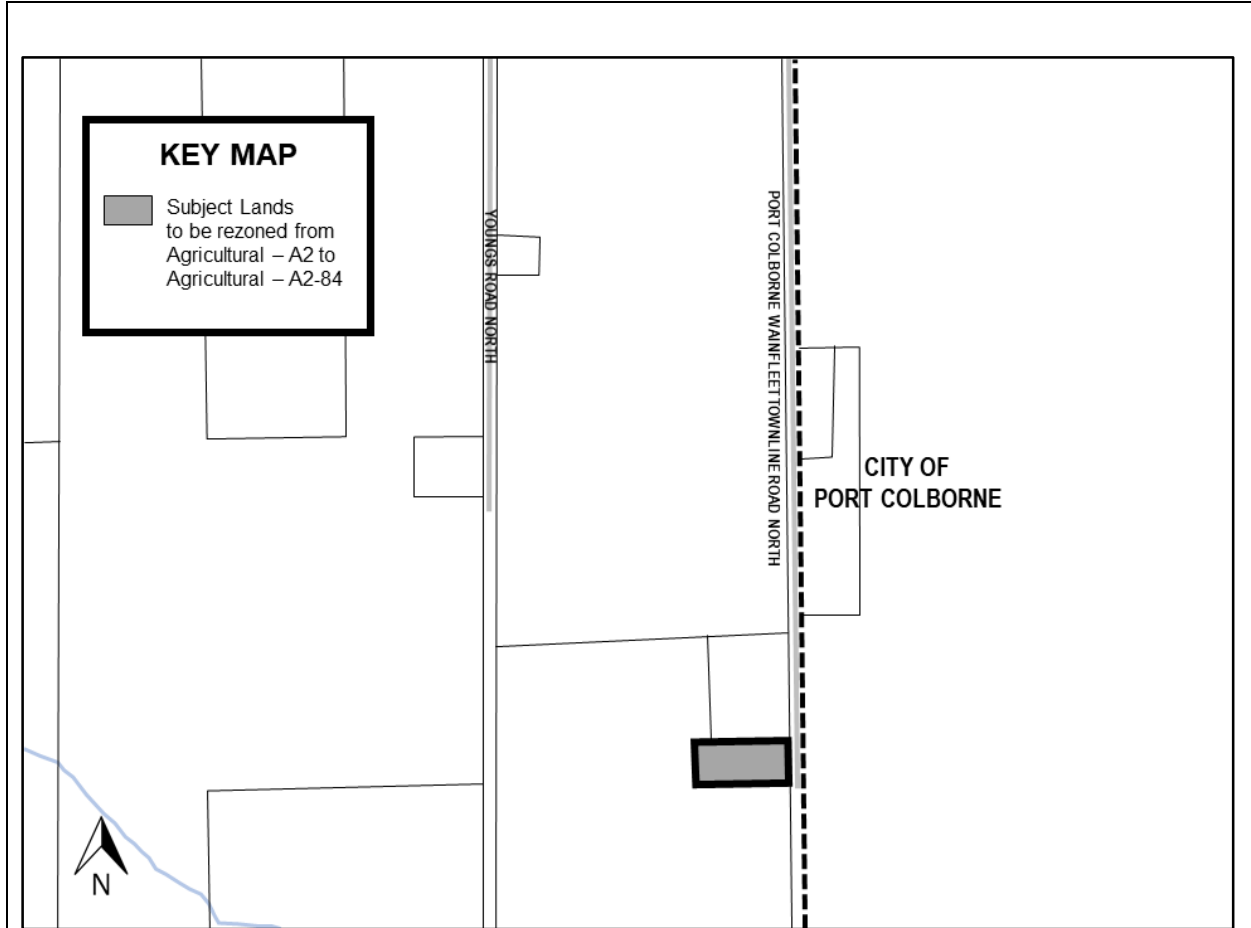 KEY MAP
Subject Lands
to be rezoned from
Agricultural – A2 to
Agricultural – A2-84
YOUNGS ROAD NORTH
PORT COLBORNE WAINFLEET TOWNLINE ROAD NORTH
CITY OF
PORT COLBORNE
N